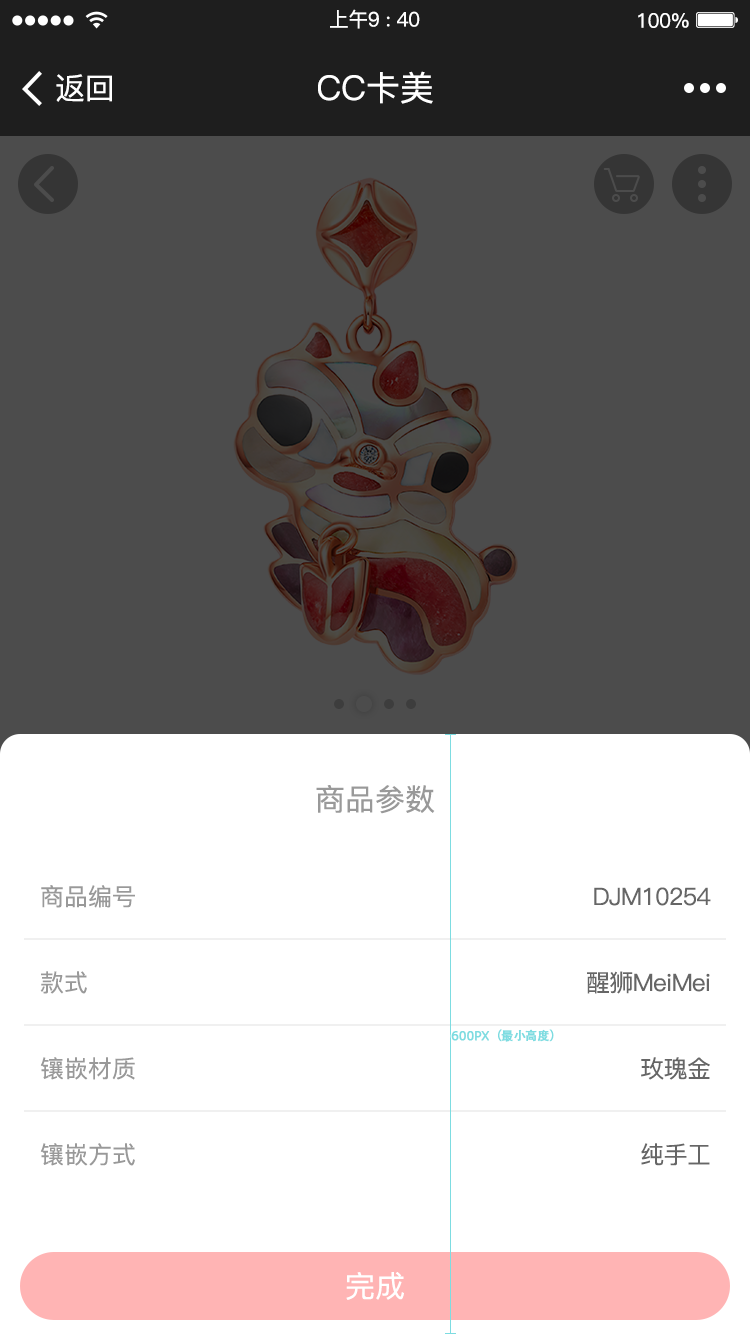 上午9 : 40
100%
返回
CC卡美
商品参数
商品编号
DJM10254
款式
醒狮MeiMei
600PX（最小高度）
镶嵌材质
玫瑰金
镶嵌方式
纯手工
完成